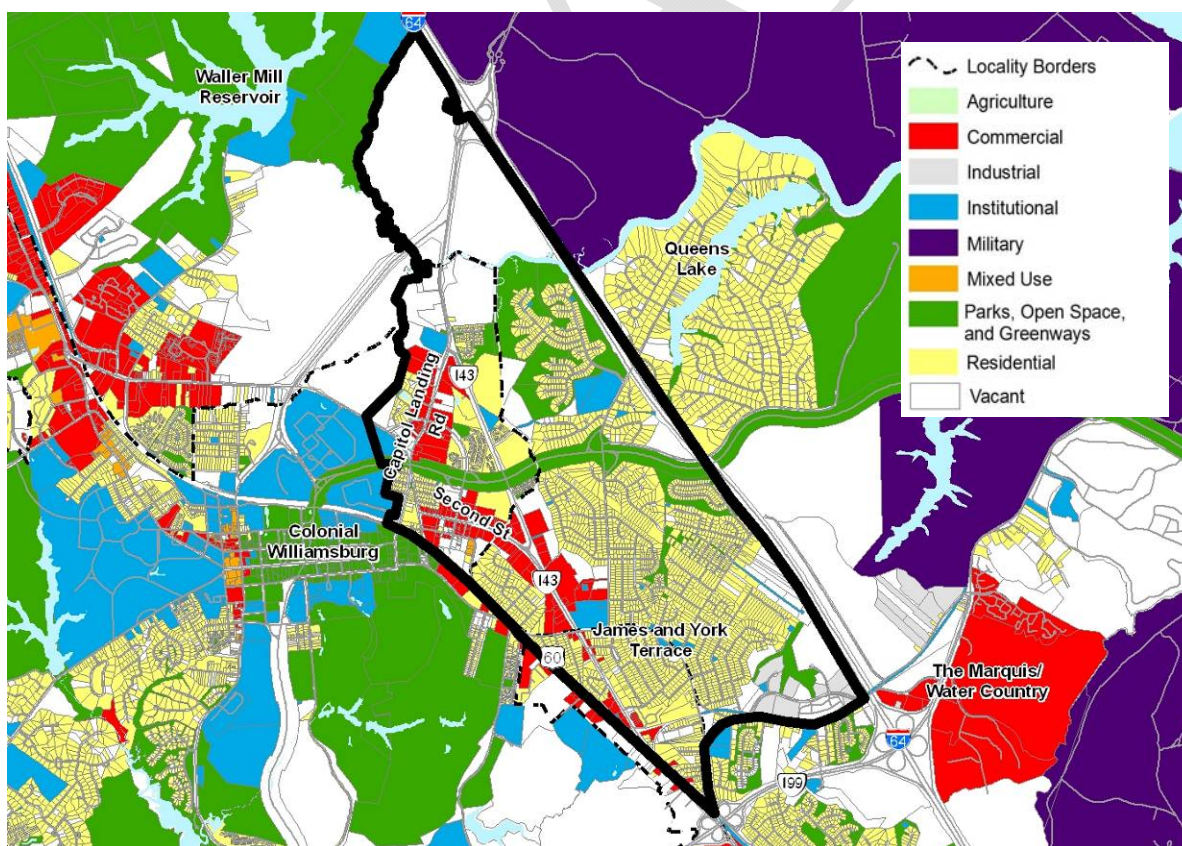 64
Waller Mill
Reservoir
Locality Borders
Agriculture
Commercial
Industrial
Institutional
Military
Mixed Use
Parks, Open Space,
and Greenways
Residential
Vacant
Queens
Lake
143
Capitol Landing
Rd
Second St
Colonial
Williamsburg
143
James and York
Terrace
60
The Marquis/
Water Country
64
199